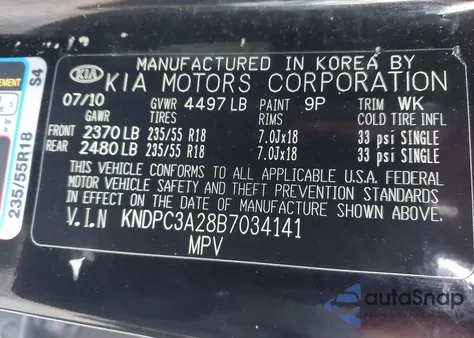 MANUFACTURED IN KOREA BY
KIA KIA MOTORS CORPORATION
07/10 GVWR 4497 LB PAINT 9P TRIM WK
GAWR TIRES RIMS COLD TIRE INFL
FRONT 2370 LB 235/55 R18 7.0Jx18 33 psi SINGLE
REAR 2480 LB 235/55 R18 7.0Jx18 33 psi SINGLE
THIS VEHICLE CONFORMS TO ALL APPLICABLE U.S.A. FEDERAL
MOTOR VEHICLE SAFETY AND THEFT PREVENTION STANDARDS
IN EFFECT ON THE DATE OF MANUFACTURE SHOWN ABOVE.
V.I.N KNDPC3A28B7034141
MPV
S4
235/55R18
autoSnap